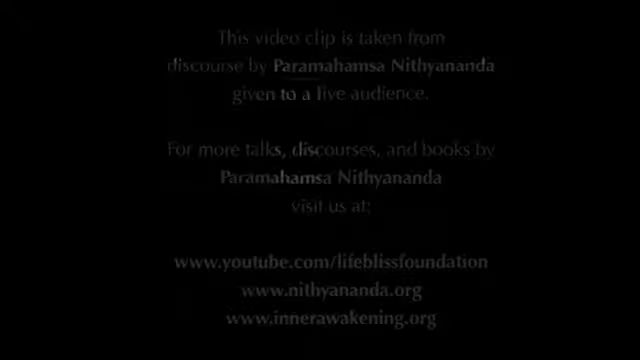 This video clip is taken from
discourse by Paramahamsa Nithyananda
given to a live audience.
For more talks, discourses, and books by
Paramahamsa Nithyananda
visit us at:
www.youtube.com/lifeblissfoundation
www.nithyananda.org
www.innerawakening.org